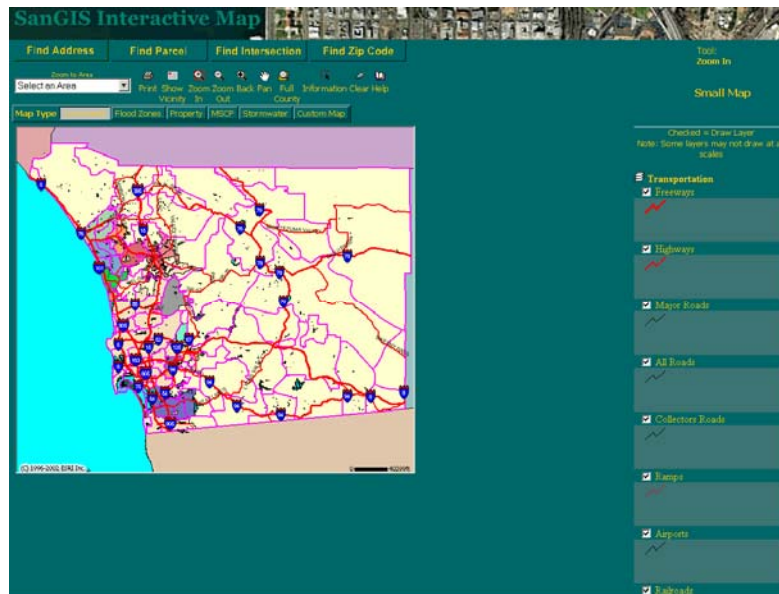 SanGIS Interactive Map
Find Address
Find Parcel
Find Intersection
Find Zip Code
Tool:
Zoom In
Zoom to Area
Select an Area
Print
Show Vicinity
Zoom In
Zoom Out
Back
Pan
Full County
Information
Clear
Help
Small Map
Map Type
Flood Zones
Property
MSCP
Stormwater
Custom Map
Checked = Draw Layer
Note: Some layers may not draw at a
scales
Transportation
Freeways
Highways
Major Roads
All Roads
Collectors Roads
Ramps
Airports
Railroads
(C) 1996-2002, ESRI Inc.